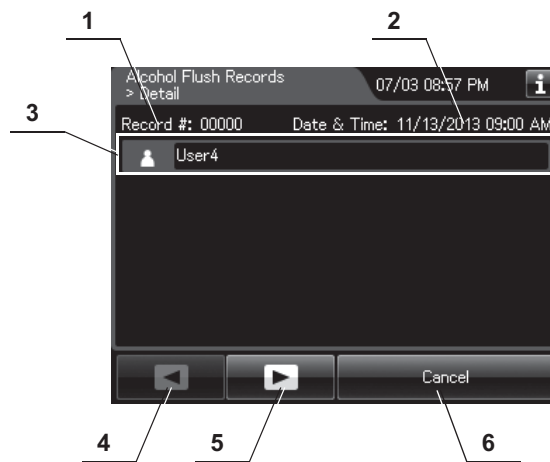 1
2
Alcohol Flush Records
> Detail
07/03 08:57 PM
i
3
Record #: 00000
Date & Time: 11/13/2013 09:00 AM
User4
Cancel
4
5
6